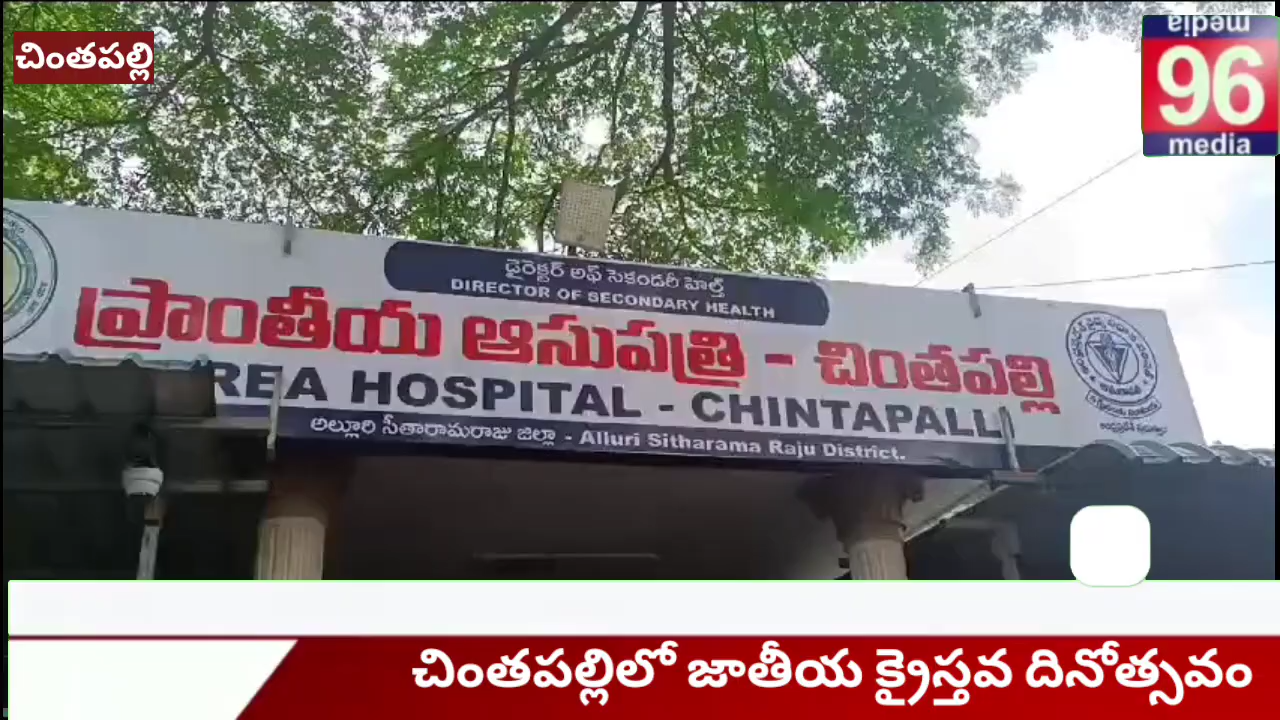 చింతపల్లి
media
96
media
డైరెక్టర్ ఆఫ్ సెకండరీ హెల్త్
DIRECTOR OF SECONDARY HEALTH
ప్రాంతీయ ఆసుపత్రి - చింతపల్లి
REA HOSPITAL - CHINTAPALLI
అల్లూరి సీతారామరాజు జిల్లా - Alluri Sitharama Raju District.
చింతపల్లిలో జాతీయ క్రైస్తవ దినోత్సవం